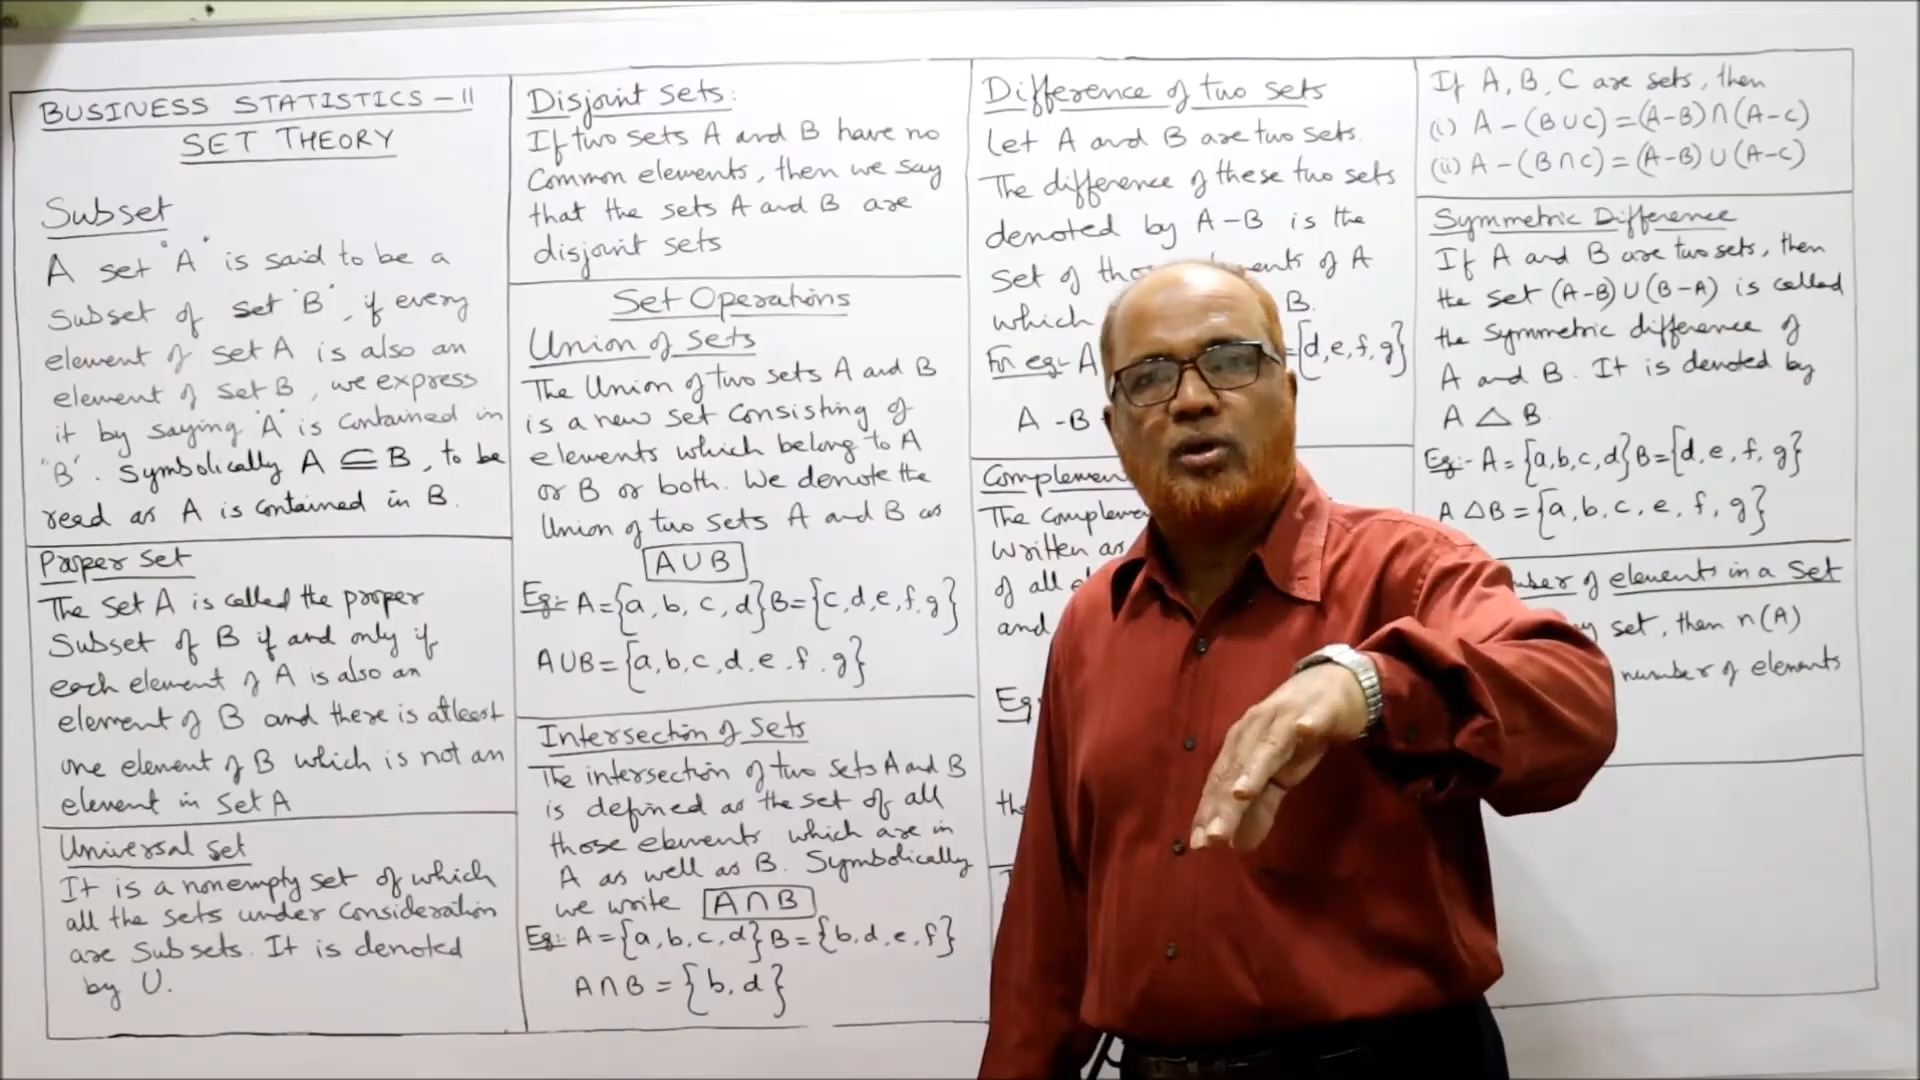 BUSINESS STATISTICS - II
SET THEORY
Subset
A set "A" is said to be a
subset of set "B", if every
element of set A is also an
element of set B, we express
it by saying "A" is contained in
"B". Symbolically A ⊆ B, to be
read as A is contained in B.
Proper set
The set A is called the proper
subset of B if and only if
each element of A is also an
element of B and there is atleast
one element of B which is not an
element in set A
Universal set
It is a nonempty set of which
all the sets under consideration
are subsets. It is denoted
by U.
Disjoint sets:
If two sets A and B have no
common elements, then we say
that the sets A and B are
disjoint sets
Set Operations
Union of sets
The Union of two sets A and B
is a new set consisting of
elements which belong to A
or B or both. We denote the
Union of two sets A and B as
A∪B
Eg:- A={a, b, c, d} B={c,d,e,f,g}
A∪B={a,b,c,d,e,f,g}
Intersection of sets
The intersection of two sets A and B
is defined as the set of all
those elements which are in
A as well as B. Symbolically
we write A∩B
Eg:- A={a,b,c,d} B={b,d,e,f}
A∩B = {b,d}
Difference of two sets
Let A and B are two sets.
The difference of these two sets
denoted by A-B is the
set of of A
which B.
For eg:- A ={d,e,f,g}
A-B
The
written as
of all
and
Eg
If A, B, C are sets, then
(i) A-(B∪C)=(A-B)∩(A-C)
(ii) A-(B∩C)=(A-B)∪(A-C)
Symmetric Difference
If A and B are two sets, then
the set (A-B)∪(B-A) is called
the symmetric difference of
A and B. It is denoted by
A △ B
Eg:- A={a,b,c,d} B={d,e,f,g}
A△B={a,b,c,e,f,g}
of elements in a set
set, then n(A)
number of elements